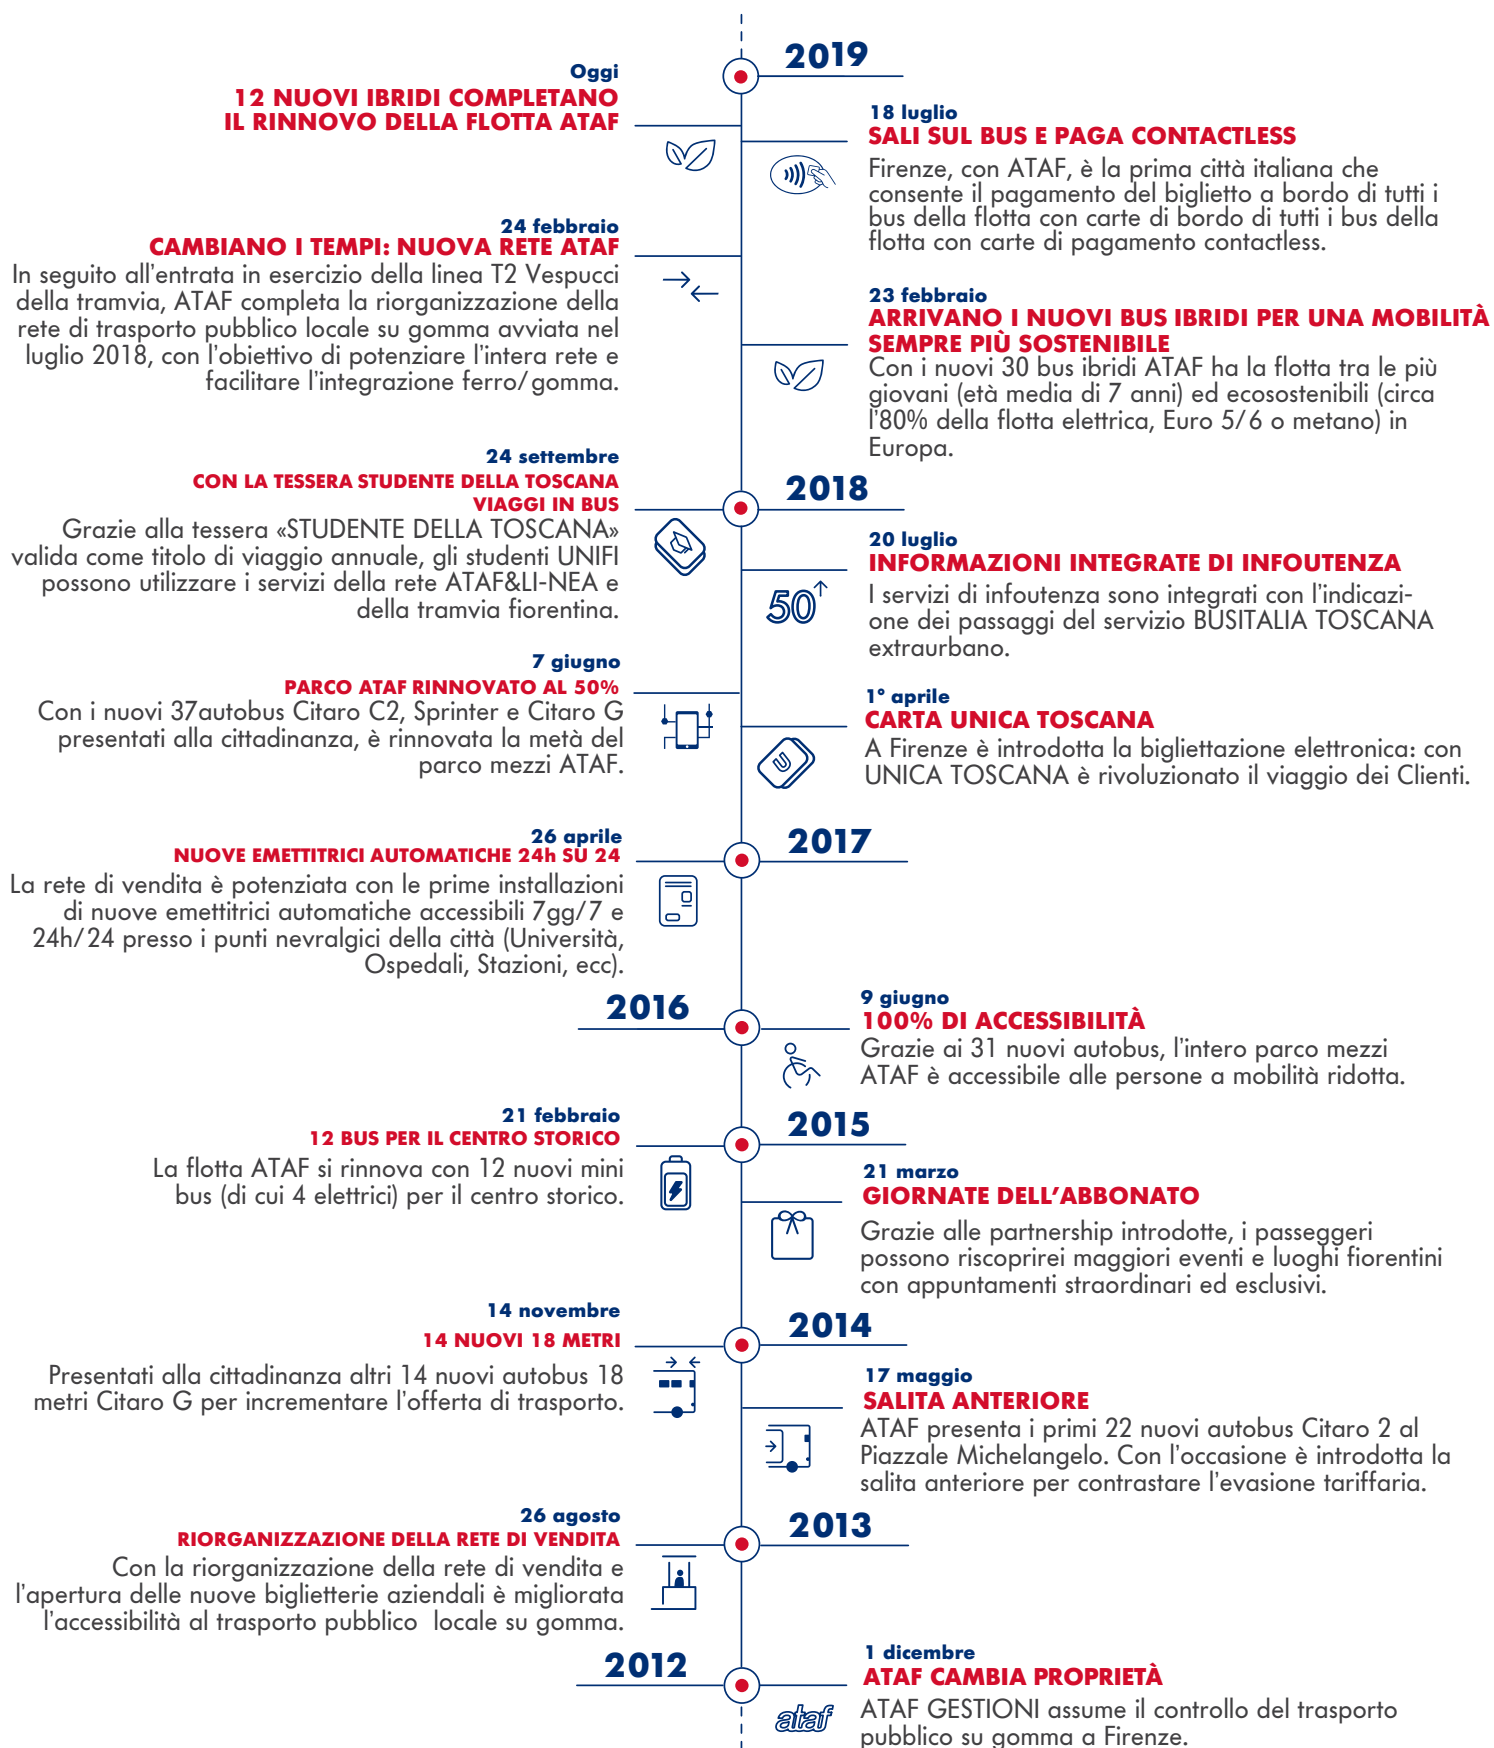 2019
Oggi
12 NUOVI IBRIDI COMPLETANO
IL RINNOVO DELLA FLOTTA ATAF
18 luglio
SALI SUL BUS E PAGA CONTACTLESS
Firenze, con ATAF, è la prima città italiana che
consente il pagamento del biglietto a bordo di tutti i
bus della flotta con carte di bordo di tutti i bus della
flotta con carte di pagamento contactless.
24 febbraio
CAMBIANO I TEMPI: NUOVA RETE ATAF
In seguito all'entrata in esercizio della linea T2 Vespucci
della tramvia, ATAF completa la riorganizzazione della
rete di trasporto pubblico locale su gomma avviata nel
luglio 2018, con l'obiettivo di potenziare l'intera rete e
facilitare l'integrazione ferro/gomma.
23 febbraio
ARRIVANO I NUOVI BUS IBRIDI PER UNA MOBILITÀ
SEMPRE PIÙ SOSTENIBILE
Con i nuovi 30 bus ibridi ATAF ha la flotta tra le più
giovani (età media di 7 anni) ed ecosostenibili (circa
l'80% della flotta elettrica, Euro 5/6 o metano) in
Europa.
2018
24 settembre
CON LA TESSERA STUDENTE DELLA TOSCANA
VIAGGI IN BUS
Grazie alla tessera «STUDENTE DELLA TOSCANA»
valida come titolo di viaggio annuale, gli studenti UNIFI
possono utilizzare i servizi della rete ATAF&LI-NEA e
della tramvia fiorentina.
20 luglio
INFORMAZIONI INTEGRATE DI INFOUTENZA
50
I servizi di infoutenza sono integrati con l'indicazi-
one dei passaggi del servizio BUSITALIA TOSCANA
extraurbano.
7 giugno
PARCO ATAF RINNOVATO AL 50%
Con i nuovi 37autobus Citaro C2, Sprinter e Citaro G
presentati alla cittadinanza, è rinnovata la metà del
parco mezzi ATAF.
1° aprile
CARTA UNICA TOSCANA
U
A Firenze è introdotta la bigliettazione elettronica: con
UNICA TOSCANA è rivoluzionato il viaggio dei Clienti.
2017
26 aprile
NUOVE EMETTITRICI AUTOMATICHE 24h SU 24
La rete di vendita è potenziata con le prime installazioni
di nuove emettitrici automatiche accessibili 7gg/7 e
24h/24 presso i punti nevralgici della città (Università,
Ospedali, Stazioni, ecc).
2016
9 giugno
100% DI ACCESSIBILITÀ
Grazie ai 31 nuovi autobus, l'intero parco mezzi
ATAF è accessibile alle persone a mobilità ridotta.
2015
21 febbraio
12 BUS PER IL CENTRO STORICO
La flotta ATAF si rinnova con 12 nuovi mini
bus (di cui 4 elettrici) per il centro storico.
21 marzo
GIORNATE DELL'ABBONATO
Grazie alle partnership introdotte, i passeggeri
possono riscoprirei maggiori eventi e luoghi fiorentini
con appuntamenti straordinari ed esclusivi.
2014
14 novembre
14 NUOVI 18 METRI
Presentati alla cittadinanza altri 14 nuovi autobus 18
metri Citaro G per incrementare l'offerta di trasporto.
17 maggio
SALITA ANTERIORE
ATAF presenta i primi 22 nuovi autobus Citaro 2 al
Piazzale Michelangelo. Con l'occasione è introdotta la
salita anteriore per contrastare l'evasione tariffaria.
2013
26 agosto
RIORGANIZZAZIONE DELLA RETE DI VENDITA
Con la riorganizzazione della rete di vendita e
l'apertura delle nuove biglietterie aziendali è migliorata
l'accessibilità al trasporto pubblico  locale su gomma.
2012
1 dicembre
ATAF CAMBIA PROPRIETÀ
ataf
ATAF GESTIONI assume il controllo del trasporto
pubblico su gomma a Firenze.